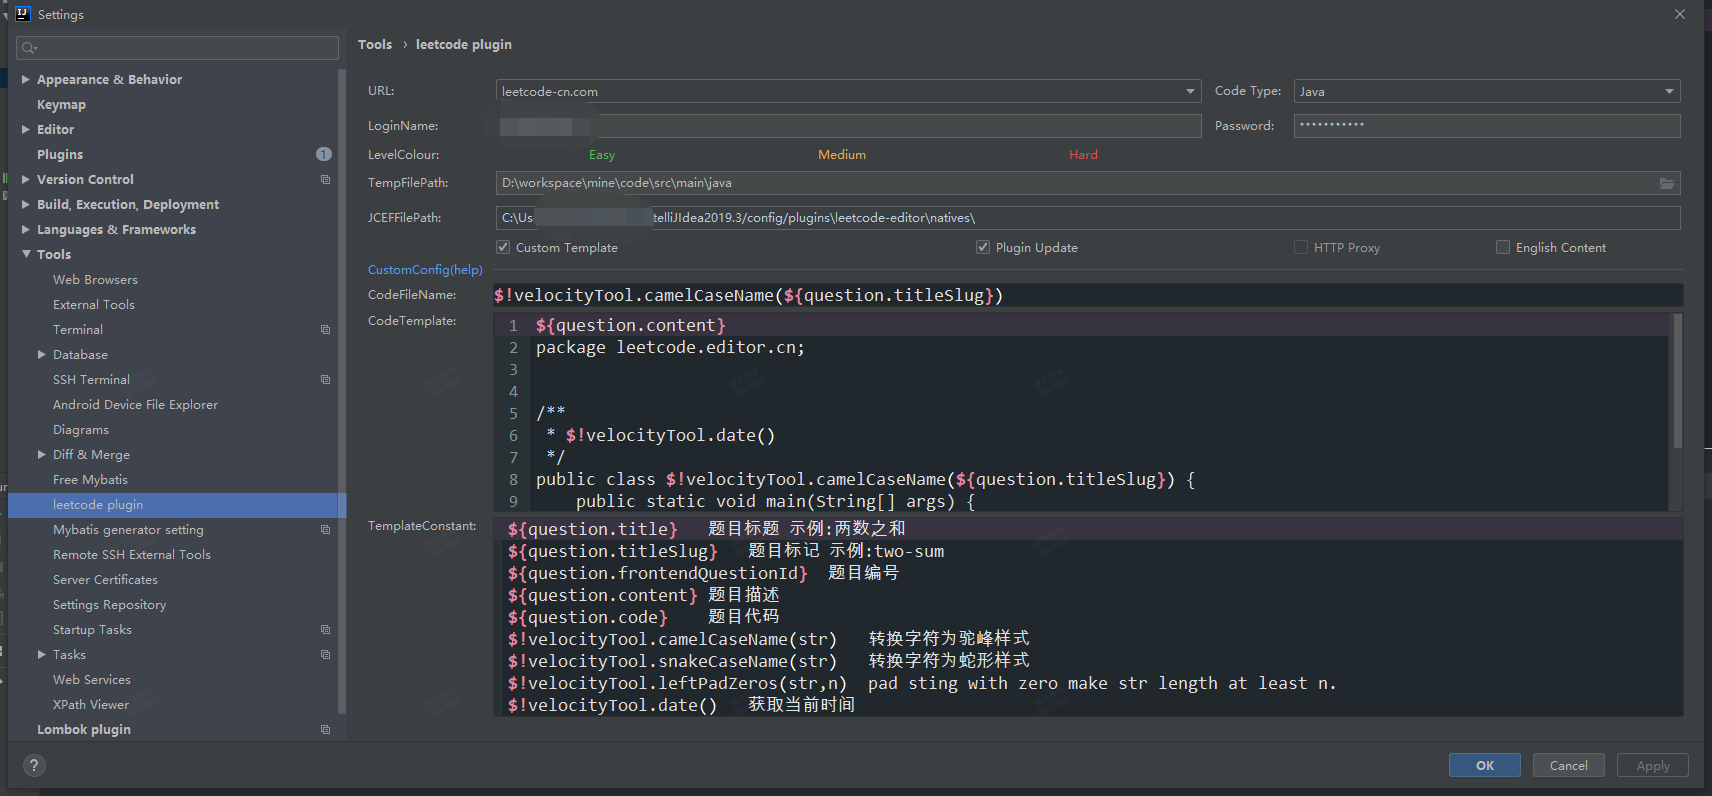 Settings
Tools › leetcode plugin
Appearance & Behavior
Keymap
Editor
Plugins 1
Version Control
Build, Execution, Deployment
Languages & Frameworks
Tools
Web Browsers
External Tools
Terminal
Database
SSH Terminal
Android Device File Explorer
Diagrams
Diff & Merge
Free Mybatis
leetcode plugin
Mybatis generator setting
Remote SSH External Tools
Server Certificates
Settings Repository
Startup Tasks
Tasks
Web Services
XPath Viewer
Lombok plugin
URL: leetcode-cn.com Code Type: Java
LoginName: Password: •••••••••••
LevelColour: Easy Medium Hard
TempFilePath: D:\workspace\mine\code\src\main\java
JCEFFilePath: C:\Us telliJIdea2019.3/config/plugins\leetcode-editor\natives\
Custom Template Plugin Update HTTP Proxy English Content
CustomConfig(help)
CodeFileName: $!velocityTool.camelCaseName(${question.titleSlug})
CodeTemplate:
1 ${question.content}
2 package leetcode.editor.cn;
3
4
5 /**
6 * $!velocityTool.date()
7 */
8 public class $!velocityTool.camelCaseName(${question.titleSlug}) {
9 public static void main(String[] args) {
TemplateConstant:
${question.title} 题目标题 示例:两数之和
${question.titleSlug} 题目标记 示例:two-sum
${question.frontendQuestionId} 题目编号
${question.content} 题目描述
${question.code} 题目代码
$!velocityTool.camelCaseName(str) 转换字符为驼峰样式
$!velocityTool.snakeCaseName(str) 转换字符为蛇形样式
$!velocityTool.leftPadZeros(str,n) pad sting with zero make str length at least n.
$!velocityTool.date() 获取当前时间
? OK Cancel Apply